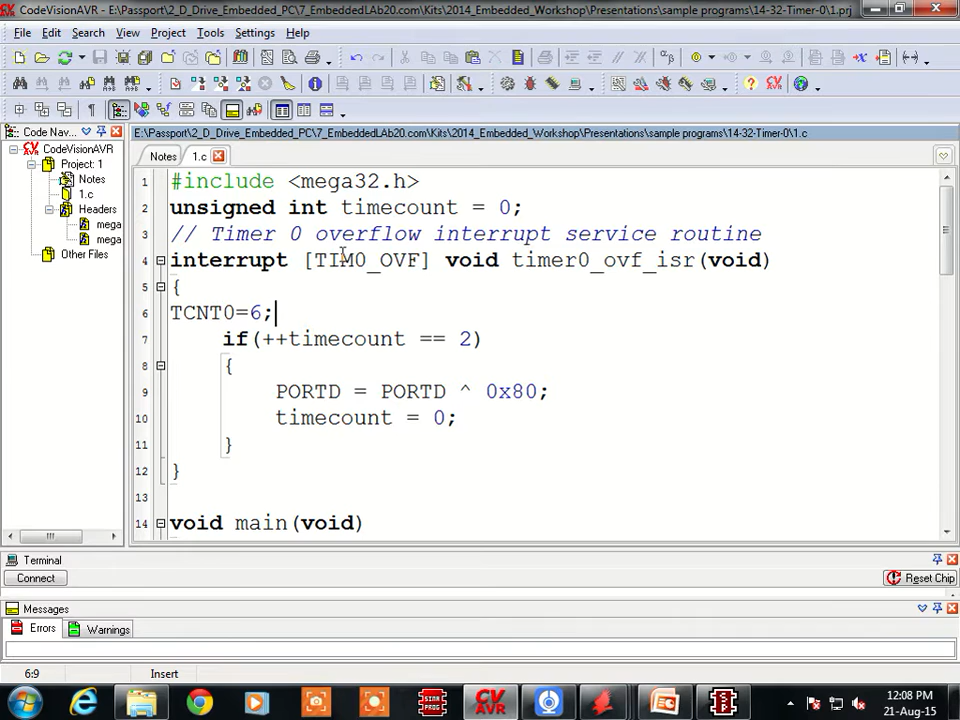 CodeVisionAVR - E:\Passport\2_D_Drive_Embedded_PC\7_EmbeddedLAb20.com\Kits\2014_Embedded_Workshop\Presentations\sample programs\14-32-Timer-0\1.prj
File Edit Search View Project Tools Settings Help
Code Nav...
E:\Passport\2_D_Drive_Embedded_PC\7_EmbeddedLAb20.com\Kits\2014_Embedded_Workshop\Presentations\sample programs\14-32-Timer-0\1.c
CodeVisionAVR
Project: 1
Notes
1.c
Headers
mega
mega
Other Files
Notes 1.c
1 #include <mega32.h>
2 unsigned int timecount = 0;
3 // Timer 0 overflow interrupt service routine
4 interrupt [TIM0_OVF] void timer0_ovf_isr(void)
5 {
6 TCNT0=6;
7 if(++timecount == 2)
8 {
9 PORTD = PORTD ^ 0x80;
10 timecount = 0;
11 }
12 }
13
14 void main(void)
Terminal
Connect Reset Chip
Messages
Errors Warnings
6:9 Insert
SINA PROG
CV AVR
12:08 PM
21-Aug-15